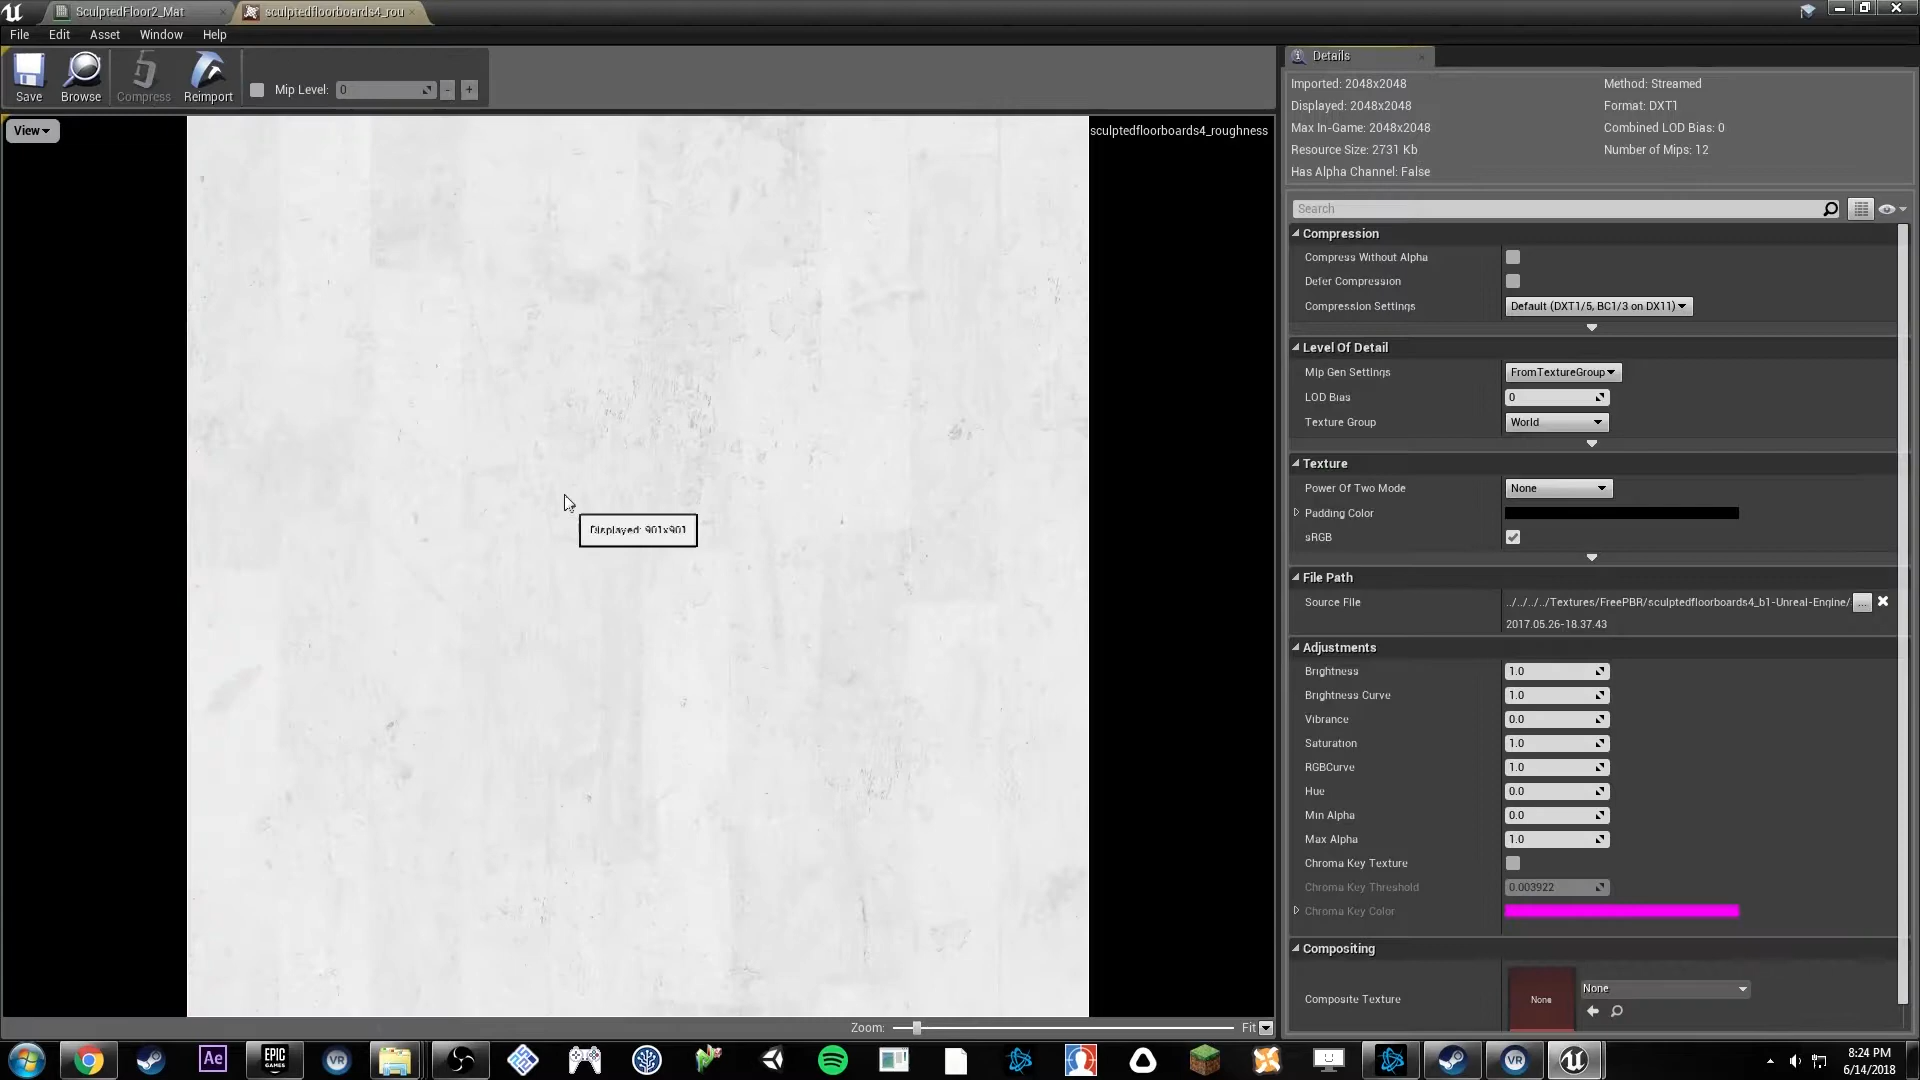 SculptedFloor2_Mat
sculptedfloorboards4_rou
File Edit Asset Window Help
Save Browse Compress Reimport
Mip Level: 0 - +
View
sculptedfloorboards4_roughness
Displayed: 901x901
Zoom: Fit
Details
Imported: 2048x2048 Method: Streamed
Displayed: 2048x2048 Format: DXT1
Max In-Game: 2048x2048 Combined LOD Bias: 0
Resource Size: 2731 Kb Number of Mips: 12
Has Alpha Channel: False
Search
Compression
Compress Without Alpha
Defer Compression
Compression Settings Default (DXT1/5, BC1/3 on DX11)
Level Of Detail
Mip Gen Settings FromTextureGroup
LOD Bias 0
Texture Group World
Texture
Power Of Two Mode None
Padding Color
sRGB
File Path
Source File ../../../../Textures/FreePBR/sculptedfloorboards4_b1-Unreal-Engine/ ...
2017.05.26-18.37.43
Adjustments
Brightness 1.0
Brightness Curve 1.0
Vibrance 0.0
Saturation 1.0
RGBCurve 1.0
Hue 0.0
Min Alpha 0.0
Max Alpha 1.0
Chroma Key Texture
Chroma Key Threshold 0.003922
Chroma Key Color
Compositing
Composite Texture None None
Ae EPIC GAMES VR VR
8:24 PM
6/14/2018